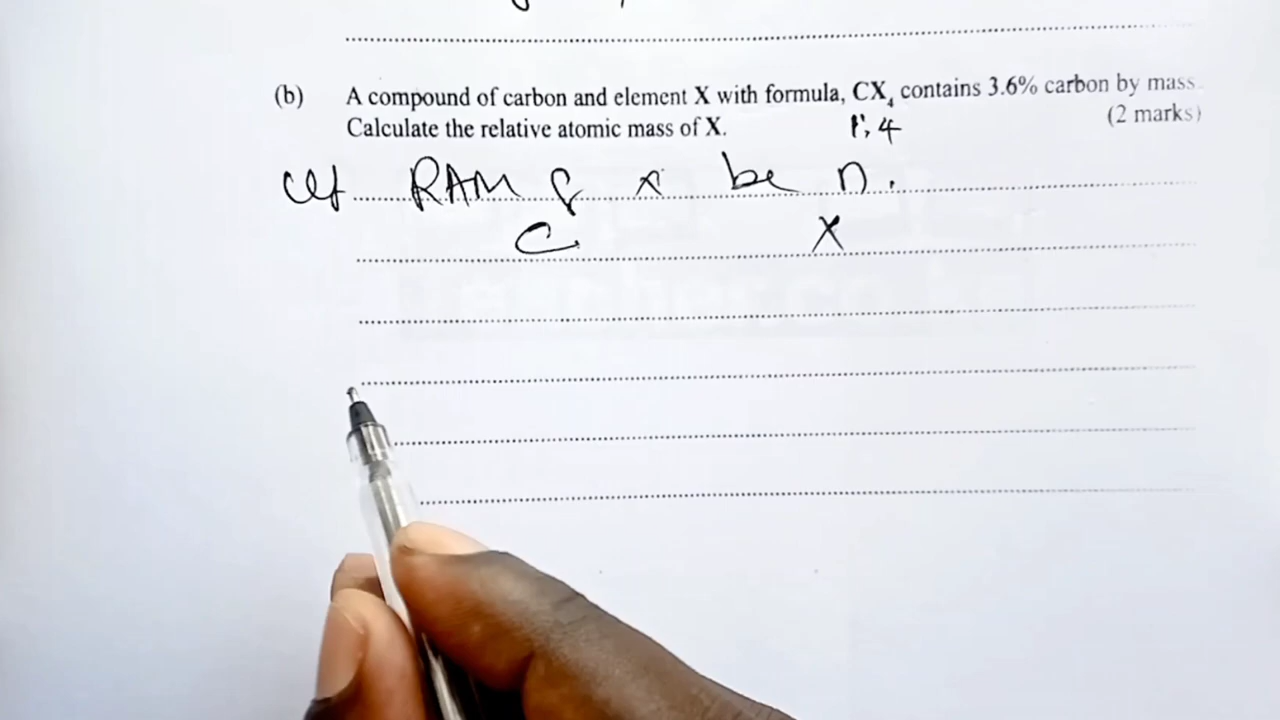 (b) A compound of carbon and element X with formula, CX₄ contains 3.6% carbon by mass.
Calculate the relative atomic mass of X. (2 marks)
1:4
let RAM of x be n.
C X